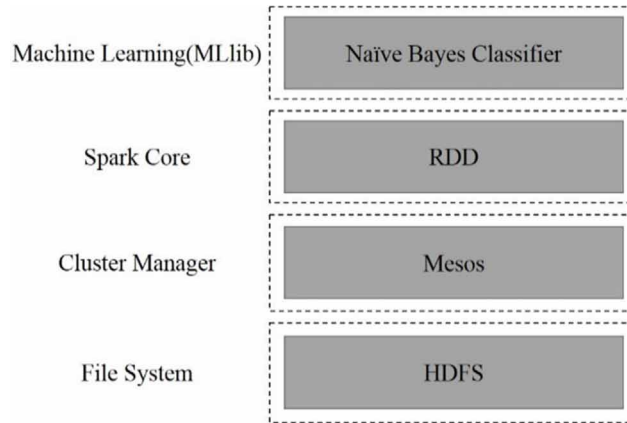 Machine Learning(MLlib)
Naïve Bayes Classifier
Spark Core
RDD
Cluster Manager
Mesos
File System
HDFS